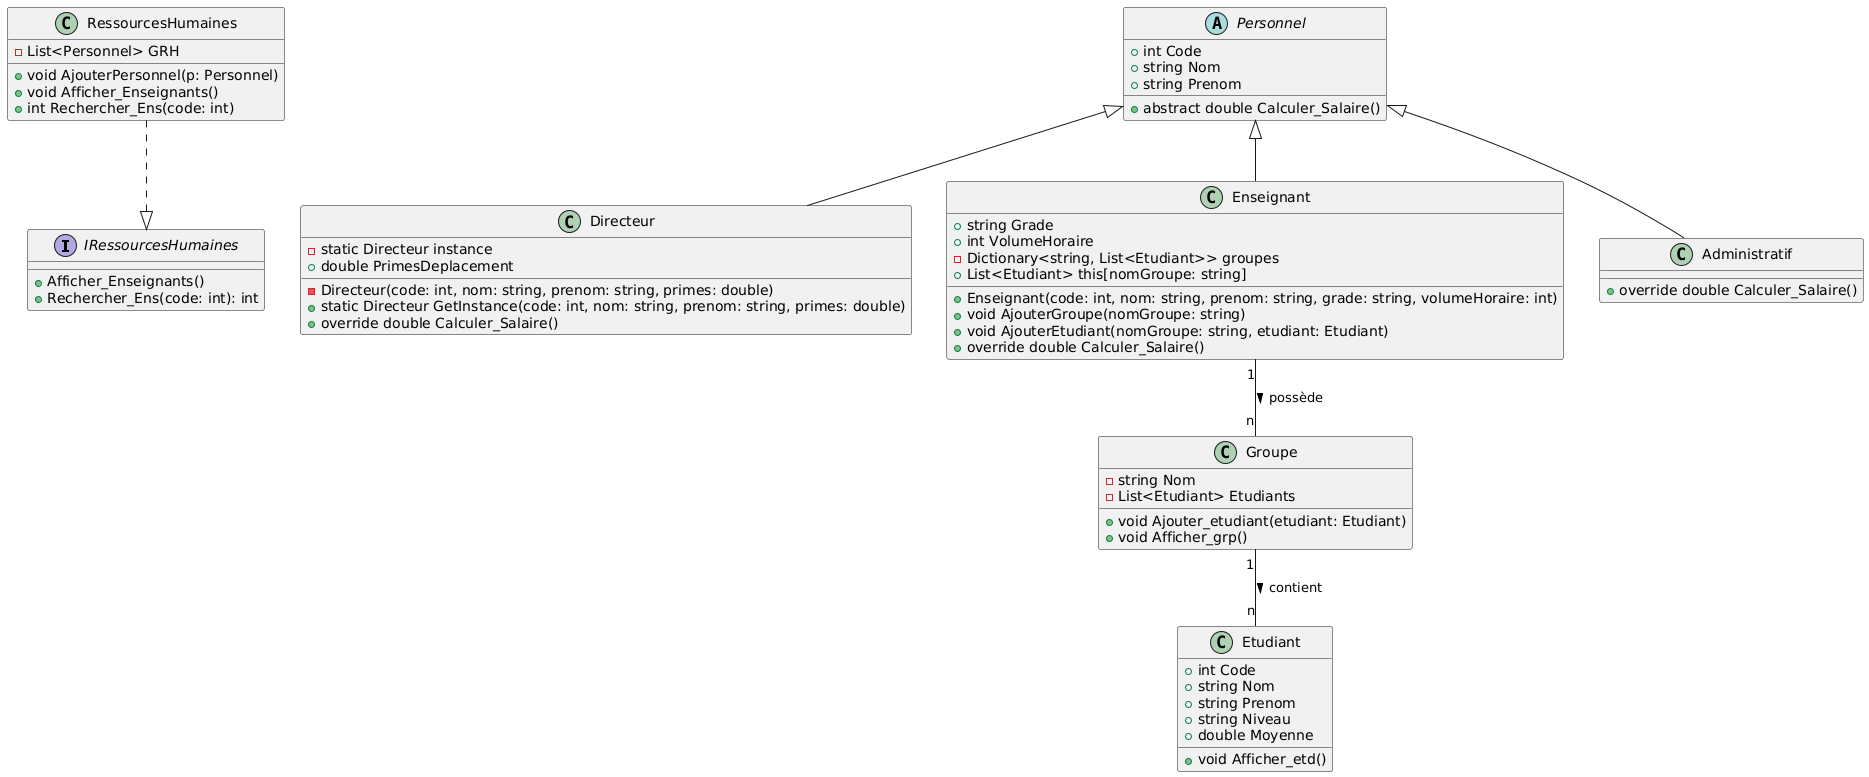 C RessourcesHumaines
List<Personnel> GRH
void AjouterPersonnel(p: Personnel)
void Afficher_Enseignants()
int Rechercher_Ens(code: int)
A Personnel
int Code
string Nom
string Prenom
abstract double Calculer_Salaire()
I IRessourcesHumaines
Afficher_Enseignants()
Rechercher_Ens(code: int): int
C Directeur
static Directeur instance
double PrimesDeplacement
Directeur(code: int, nom: string, prenom: string, primes: double)
static Directeur GetInstance(code: int, nom: string, prenom: string, primes: double)
override double Calculer_Salaire()
C Enseignant
string Grade
int VolumeHoraire
Dictionary<string, List<Etudiant>> groupes
List<Etudiant> this[nomGroupe: string]
Enseignant(code: int, nom: string, prenom: string, grade: string, volumeHoraire: int)
void AjouterGroupe(nomGroupe: string)
void AjouterEtudiant(nomGroupe: string, etudiant: Etudiant)
override double Calculer_Salaire()
C Administratif
override double Calculer_Salaire()
1
possède
n
C Groupe
string Nom
List<Etudiant> Etudiants
void Ajouter_etudiant(etudiant: Etudiant)
void Afficher_grp()
1
contient
n
C Etudiant
int Code
string Nom
string Prenom
string Niveau
double Moyenne
void Afficher_etd()